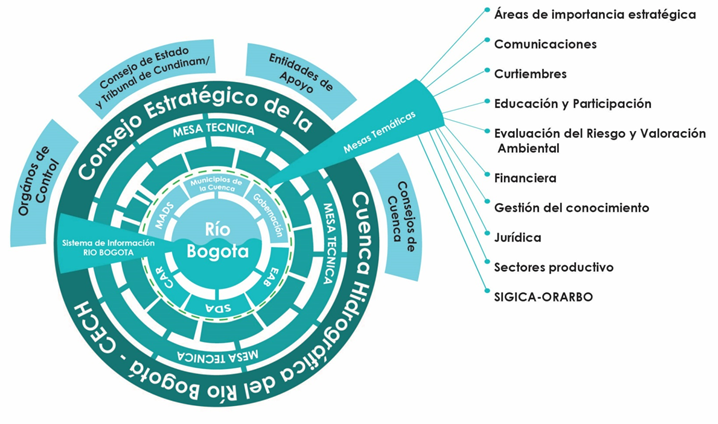 Áreas de importancia estratégica
Comunicaciones
Curtiembres
Educación y Participación
Evaluación del Riesgo y Valoración
Ambiental
Financiera
Gestión del conocimiento
Jurídica
Sectores productivo
SIGICA-ORARBO
Mesas Temáticas
Orgános de
Control
Consejo de Estado
y Tribunal de Cundinam/
Entidades de
Apoyo
Consejos de
Cuenca
Consejo Estratégico de la
Cuenca Hidrográfica del Río Bogotá - CECH
MESA TECNICA
MESA TECNICA
MESA TECNICA
Sistema de Información
RIO BOGOTA
MADS
Municipios de
la Cuenca
Gobernación
EAB
SDA
CAR
Río
Bogota